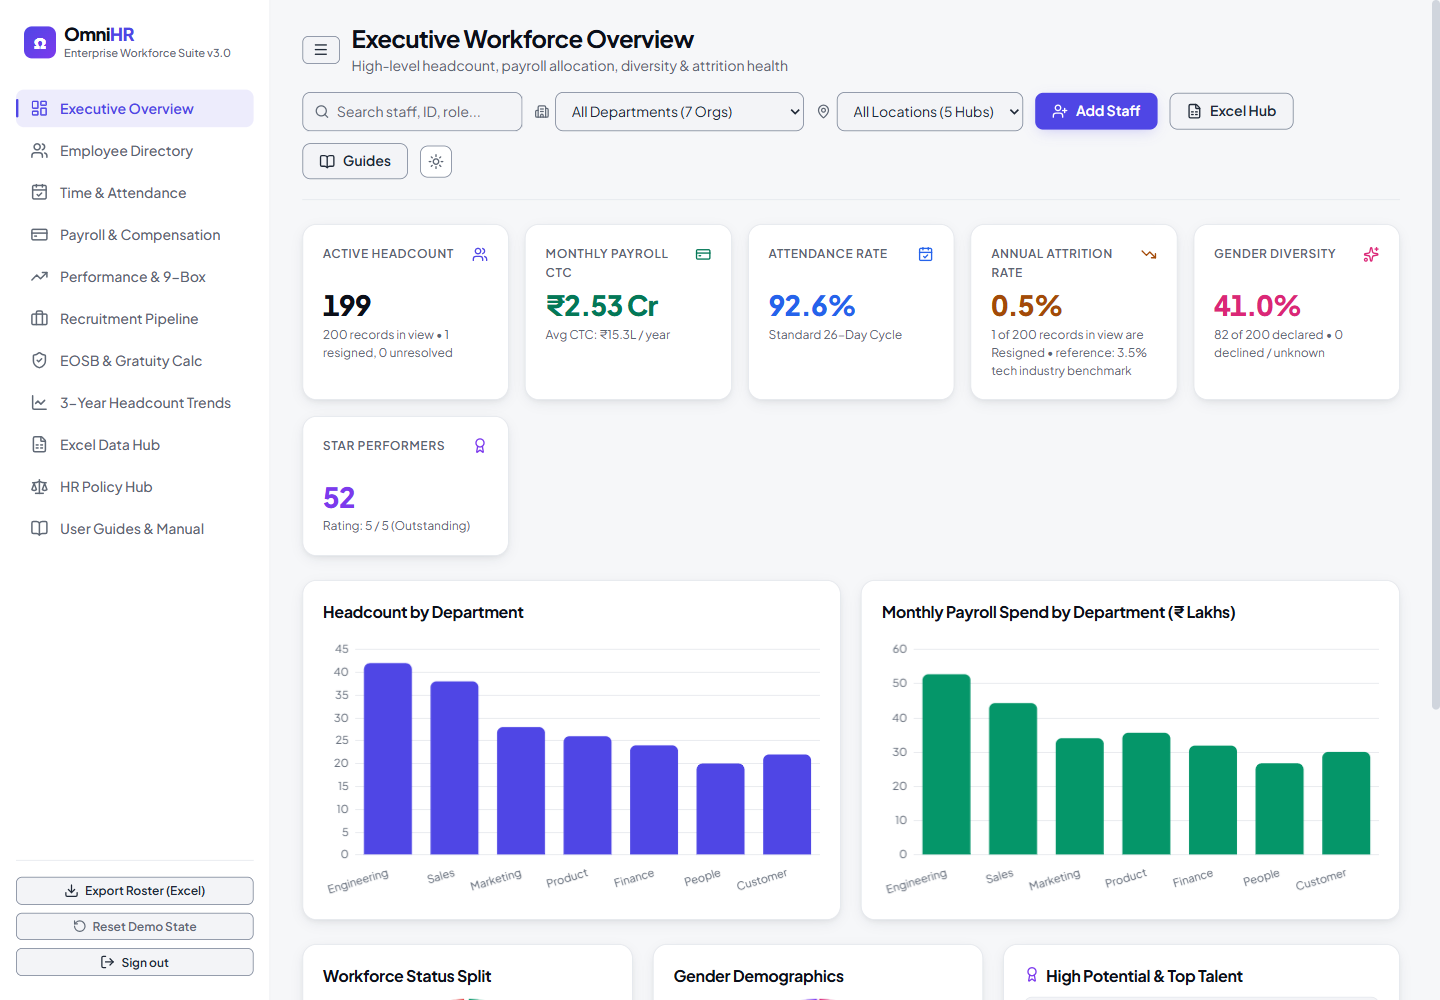 OmniHR
Enterprise Workforce Suite v3.0
Executive Overview
Employee Directory
Time & Attendance
Payroll & Compensation
Performance & 9-Box
Recruitment Pipeline
EOSB & Gratuity Calc
3-Year Headcount Trends
Excel Data Hub
HR Policy Hub
User Guides & Manual
Export Roster (Excel)
Reset Demo State
Sign out
Executive Workforce Overview
High-level headcount, payroll allocation, diversity & attrition health
Search staff, ID, role...
All Departments (7 Orgs)
All Locations (5 Hubs)
Add Staff
Excel Hub
Guides
ACTIVE HEADCOUNT
199
200 records in view • 1
resigned, 0 unresolved
MONTHLY PAYROLL
CTC
₹2.53 Cr
Avg CTC: ₹15.3L / year
ATTENDANCE RATE
92.6%
Standard 26-Day Cycle
ANNUAL ATTRITION
RATE
0.5%
1 of 200 records in view are
Resigned • reference: 3.5%
tech industry benchmark
GENDER DIVERSITY
41.0%
82 of 200 declared • 0
declined / unknown
STAR PERFORMERS
52
Rating: 5 / 5 (Outstanding)
Headcount by Department
45
40
35
30
25
20
15
10
5
0
Engineering
Sales
Marketing
Product
Finance
People
Customer
Monthly Payroll Spend by Department (₹ Lakhs)
60
50
40
30
20
10
0
Engineering
Sales
Marketing
Product
Finance
People
Customer
Workforce Status Split
Gender Demographics
High Potential & Top Talent